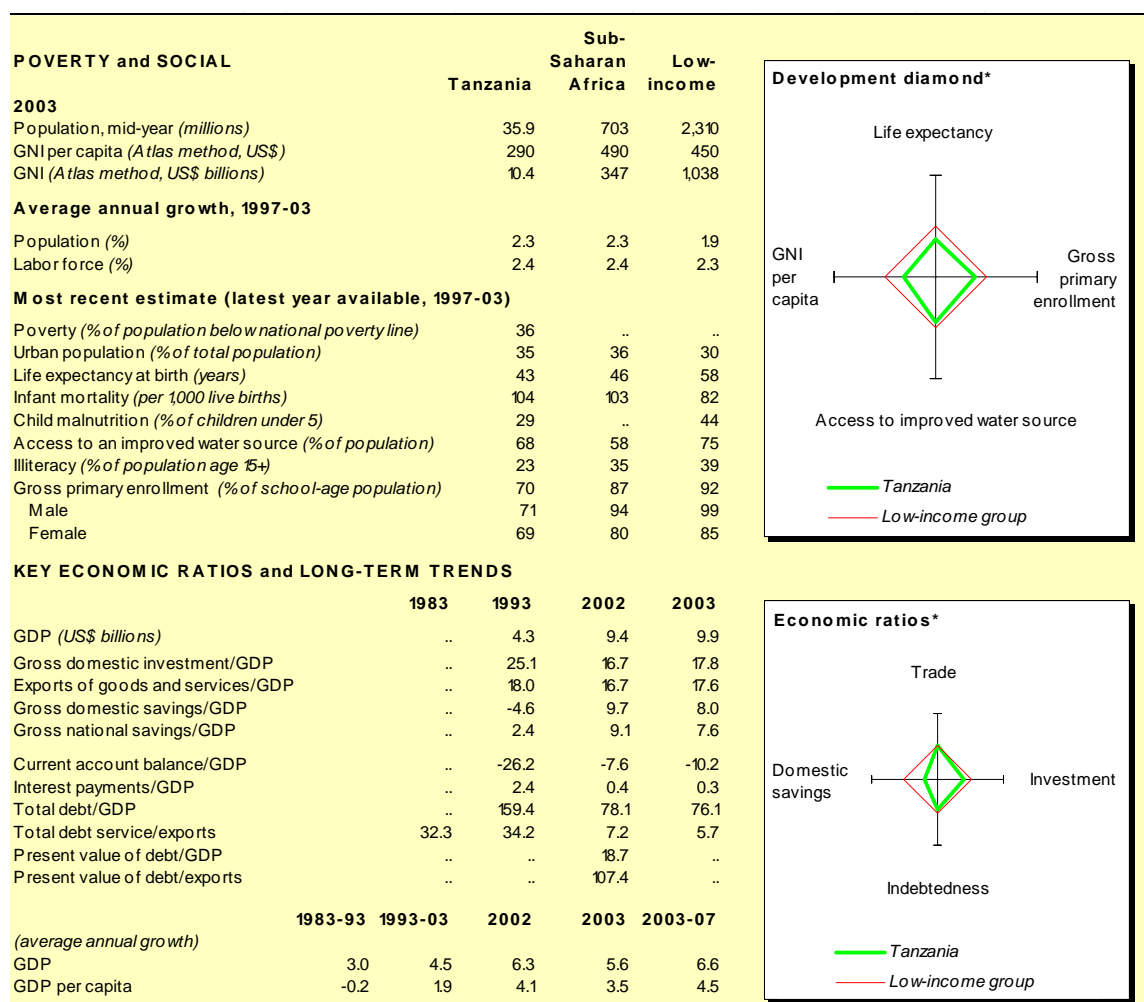 POVERTY and SOCIAL
Tanzania Sub-Saharan Africa Low-income
2003
Population, mid-year (millions) 35.9 703 2,310
GNI per capita (Atlas method, US$) 290 490 450
GNI (Atlas method, US$ billions) 10.4 347 1,038
Average annual growth, 1997-03
Population (%) 2.3 2.3 1.9
Labor force (%) 2.4 2.4 2.3
Most recent estimate (latest year available, 1997-03)
Poverty (% of population below national poverty line) 36 .. ..
Urban population (% of total population) 35 36 30
Life expectancy at birth (years) 43 46 58
Infant mortality (per 1,000 live births) 104 103 82
Child malnutrition (% of children under 5) 29 .. 44
Access to an improved water source (% of population) 68 58 75
Illiteracy (% of population age 15+) 23 35 39
Gross primary enrollment (% of school-age population) 70 87 92
Male 71 94 99
Female 69 80 85
Development diamond*
Life expectancy
GNI
per
capita
Gross
primary
enrollment
Access to improved water source
Tanzania
Low-income group
KEY ECONOMIC RATIOS and LONG-TERM TRENDS
1983 1993 2002 2003
GDP (US$ billions) .. 4.3 9.4 9.9
Gross domestic investment/GDP .. 25.1 16.7 17.8
Exports of goods and services/GDP .. 18.0 16.7 17.6
Gross domestic savings/GDP .. -4.6 9.7 8.0
Gross national savings/GDP .. 2.4 9.1 7.6
Current account balance/GDP .. -26.2 -7.6 -10.2
Interest payments/GDP .. 2.4 0.4 0.3
Total debt/GDP .. 159.4 78.1 76.1
Total debt service/exports 32.3 34.2 7.2 5.7
Present value of debt/GDP .. .. 18.7 ..
Present value of debt/exports .. .. 107.4 ..
1983-93 1993-03 2002 2003 2003-07
(average annual growth)
GDP 3.0 4.5 6.3 5.6 6.6
GDP per capita -0.2 1.9 4.1 3.5 4.5
Economic ratios*
Trade
Domestic
savings
Investment
Indebtedness
Tanzania
Low-income group